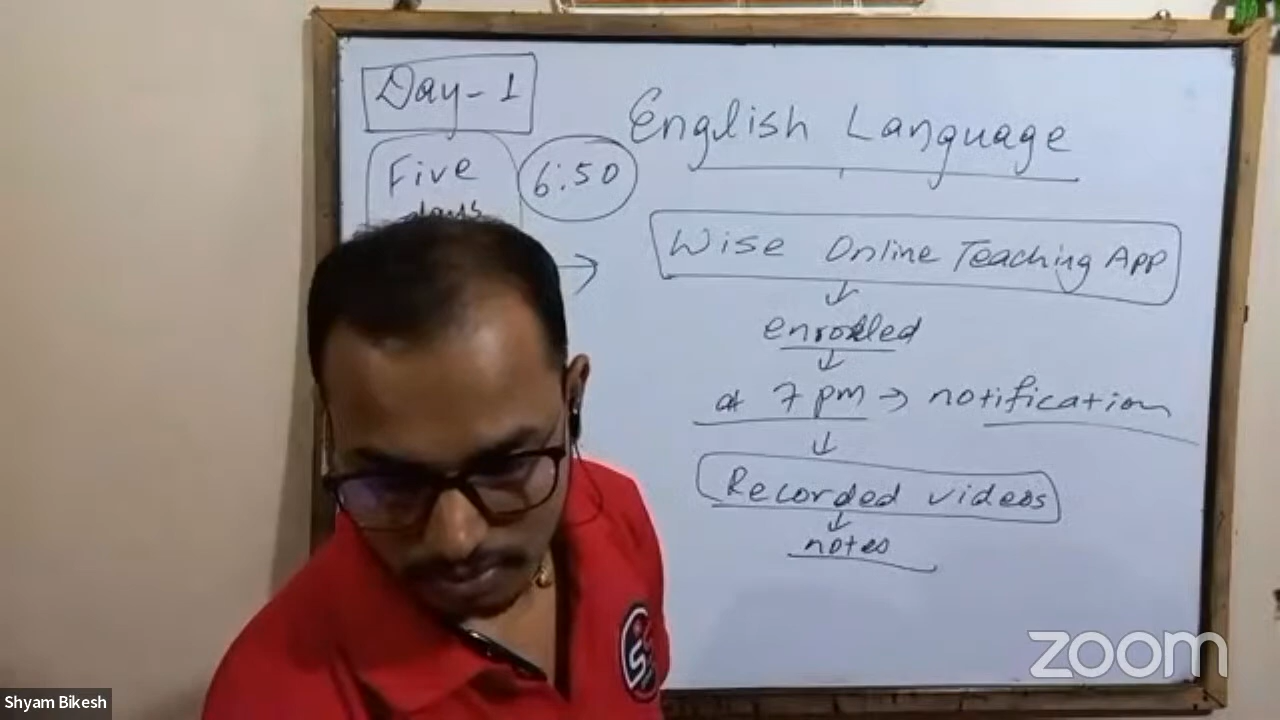 Day-1
English Language
Five
days
6:50
→
Wise Online Teaching App
↓
enrolled
↓
at 7 pm → notification
↓
Recorded videos
↓
notes
zoom
Shyam Bikesh